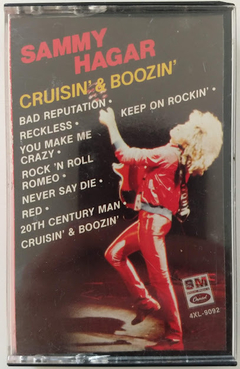 SAMMY
HAGAR
CRUISIN' & BOOZIN'
BAD REPUTATION •
KEEP ON ROCKIN' •
RECKLESS •
YOU MAKE ME
CRAZY •
ROCK 'N ROLL
ROMEO •
NEVER SAY DIE •
RED •
20TH CENTURY MAN •
CRUISIN' & BOOZIN'
SM
Capitol
4XL-9092